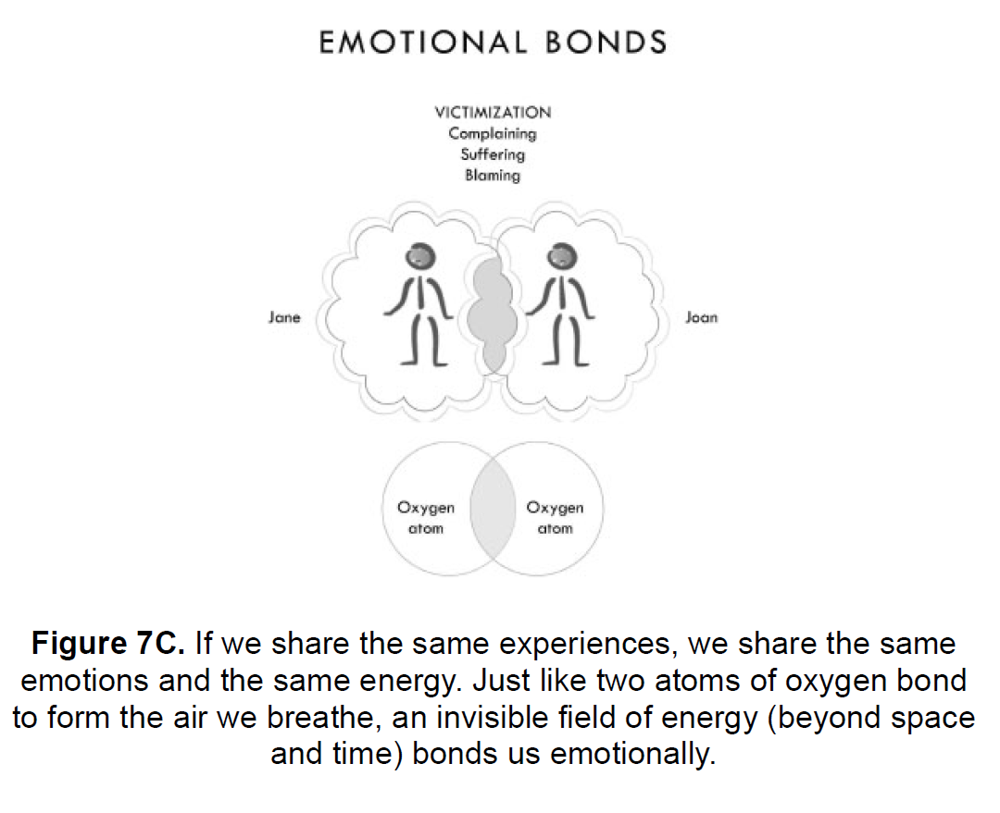 EMOTIONAL BONDS
VICTIMIZATION
Complaining
Suffering
Blaming
Jane
Joan
Oxygen
atom
Oxygen
atom
Figure 7C. If we share the same experiences, we share the same
emotions and the same energy. Just like two atoms of oxygen bond
to form the air we breathe, an invisible field of energy (beyond space
and time) bonds us emotionally.